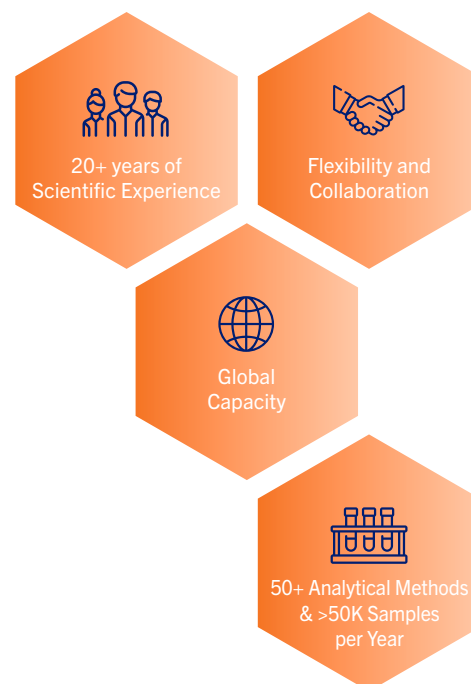 20+ years of
Scientific Experience
Flexibility and
Collaboration
Global
Capacity
50+ Analytical Methods
& >50K Samples
per Year